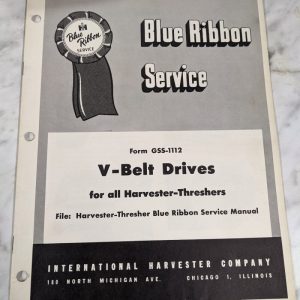 IH
Blue
Ribbon
SERVICE
Blue Ribbon
Service
Form GSS-1112
V-Belt Drives
for all Harvester-Threshers
File: Harvester-Thresher Blue Ribbon Service Manual
INTERNATIONAL HARVESTER COMPANY
180 NORTH MICHIGAN AVE. CHICAGO 1, ILLINOIS